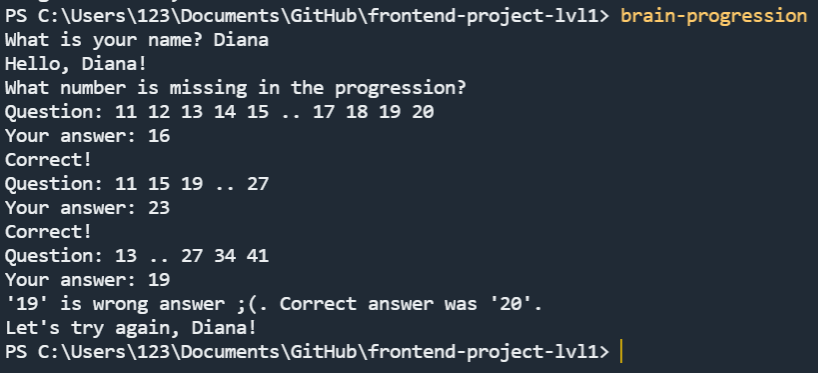 PS C:\Users\123\Documents\GitHub\frontend-project-lvl1> brain-progression
What is your name? Diana
Hello, Diana!
What number is missing in the progression?
Question: 11 12 13 14 15 .. 17 18 19 20
Your answer: 16
Correct!
Question: 11 15 19 .. 27
Your answer: 23
Correct!
Question: 13 .. 27 34 41
Your answer: 19
'19' is wrong answer ;(. Correct answer was '20'.
Let's try again, Diana!
PS C:\Users\123\Documents\GitHub\frontend-project-lvl1>